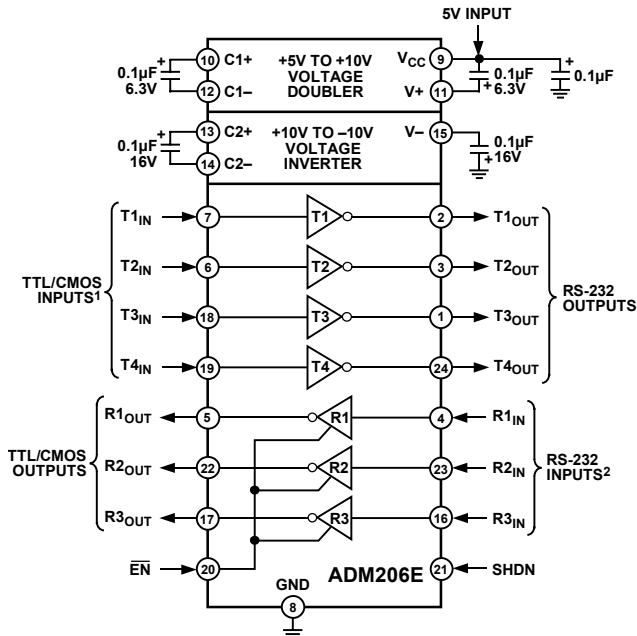 5V INPUT
0.1µF
6.3V
+
10
C1+
+5V TO +10V
VOLTAGE
DOUBLER
VCC
9
+
0.1µF
6.3V
+
0.1µF
12
C1–
V+
11
+
0.1µF
16V
+
13
C2+
+10V TO –10V
VOLTAGE
INVERTER
V–
15
0.1µF
16V
+
14
C2–
TTL/CMOS
INPUTS1
T1IN
7
T1
2
T1OUT
T2IN
6
T2
3
T2OUT
T3IN
18
T3
1
T3OUT
T4IN
19
T4
24
T4OUT
RS-232
OUTPUTS
TTL/CMOS
OUTPUTS
R1OUT
5
R1
4
R1IN
R2OUT
22
R2
23
R2IN
R3OUT
17
R3
16
R3IN
RS-232
INPUTS2
EN
20
ADM206E
21
SHDN
GND
8